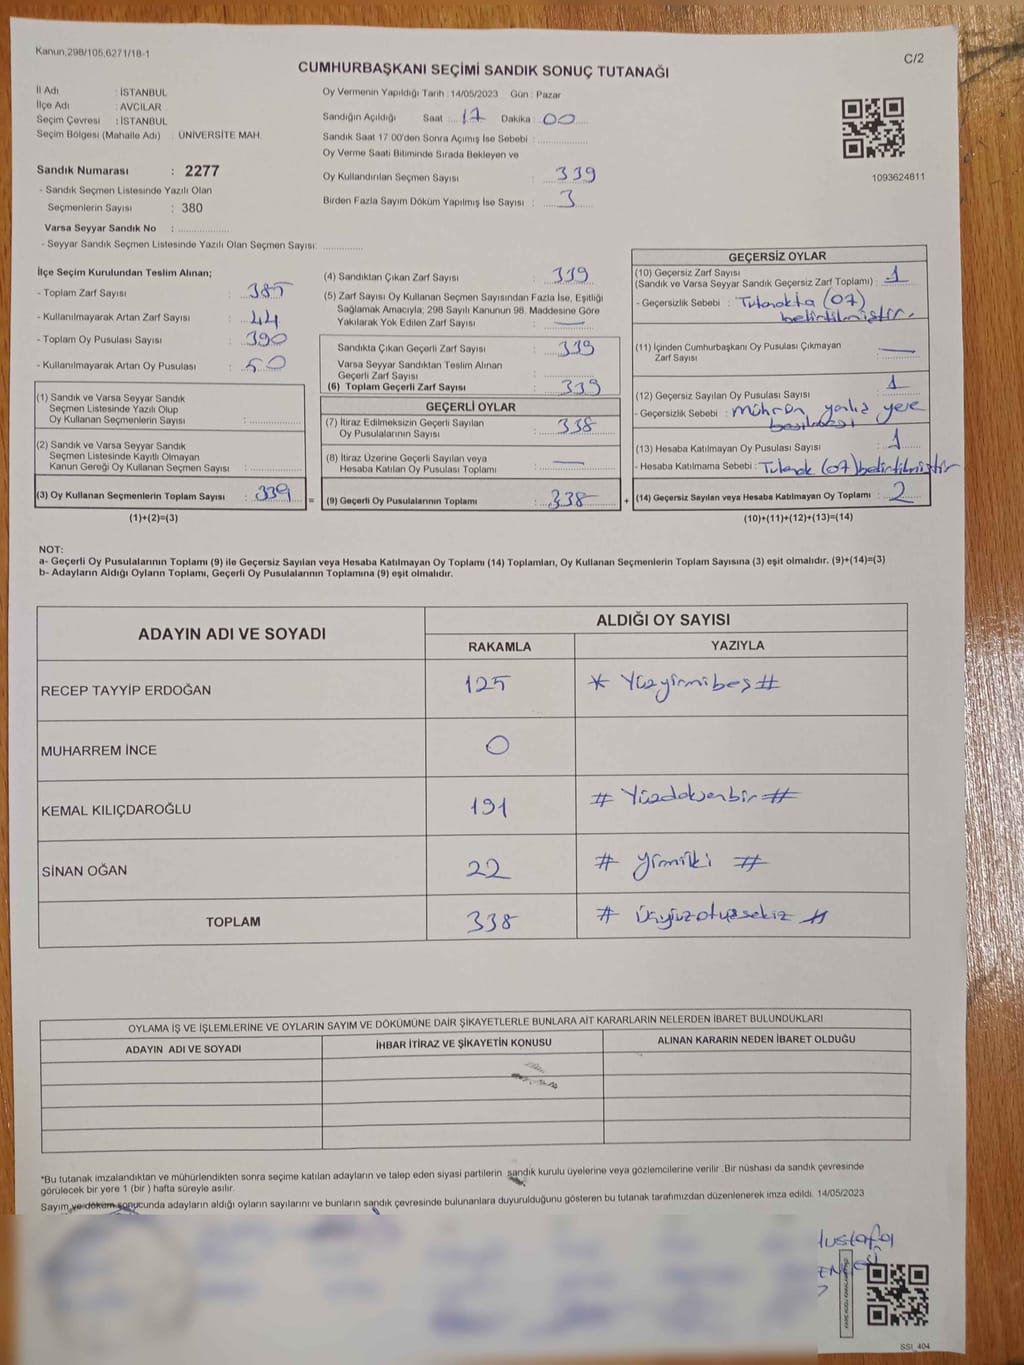 Kanun.298/105,6271/18-1
C/2
CUMHURBAŞKANI SEÇİMİ SANDIK SONUÇ TUTANAĞI
İl Adı : İSTANBUL
İlçe Adı : AVCILAR
Seçim Çevresi : İSTANBUL
Seçim Bölgesi (Mahalle Adı) : ÜNİVERSİTE MAH.
Sandık Numarası : 2277
- Sandık Seçmen Listesinde Yazılı Olan
Seçmenlerin Sayısı : 380
Varsa Seyyar Sandık No :
- Seyyar Sandık Seçmen Listesinde Yazılı Olan Seçmen Sayısı:
Oy Vermenin Yapıldığı Tarih : 14/05/2023 Gün : Pazar
Sandığın Açıldığı Saat : 17 Dakika : 00
Sandık Saat 17 00'den Sonra Açımış İse Sebebi :
Oy Verme Saati Bitiminde Sırada Bekleyen ve
Oy Kullandırılan Seçmen Sayısı : 339
Birden Fazla Sayım Döküm Yapılmış İse Sayısı : 3
1093624811
İlçe Seçim Kurulundan Teslim Alınan;
- Toplam Zarf Sayısı : 385
- Kullanılmayarak Artan Zarf Sayısı : 44
- Toplam Oy Pusulası Sayısı : 390
- Kullanılmayarak Artan Oy Pusulası : 50
(1) Sandık ve Varsa Seyyar Sandık
Seçmen Listesinde Yazılı Olup
Oy Kullanan Seçmenlerin Sayısı :
(2) Sandık ve Varsa Seyyar Sandık
Seçmen Listesinde Kayıtlı Olmayan
Kanun Gereği Oy Kullanan Seçmen Sayısı :
(3) Oy Kullanan Seçmenlerin Toplam Sayısı : 339
(1)+(2)=(3)
=
(4) Sandıktan Çıkan Zarf Sayısı : 339
(5) Zarf Sayısı Oy Kullanan Seçmen Sayısından Fazla İse, Eşitliği
Sağlamak Amacıyla; 298 Sayılı Kanunun 98. Maddesine Göre
Yakılarak Yok Edilen Zarf Sayısı : —
Sandıkta Çıkan Geçerli Zarf Sayısı : 339
Varsa Seyyar Sandıktan Teslim Alınan
Geçerli Zarf Sayısı :
(6) Toplam Geçerli Zarf Sayısı : 339
GEÇERLİ OYLAR
(7) İtiraz Edilmeksizin Geçerli Sayılan
Oy Pusulalarının Sayısı : 338
(8) İtiraz Üzerine Geçerli Sayılan veya
Hesaba Katılan Oy Pusulası Toplamı : —
(9) Geçerli Oy Pusulalarının Toplamı : 338
+
GEÇERSİZ OYLAR
(10) Geçersiz Zarf Sayısı
(Sandık ve Varsa Seyyar Sandık Geçersiz Zarf Toplamı) : 1
- Geçersizlik Sebebi : Tutanakta (07)
belirtilmiştir.
(11) İçinden Cumhurbaşkanı Oy Pusulası Çıkmayan
Zarf Sayısı : —
(12) Geçersiz Sayılan Oy Pusulası Sayısı : 1
- Geçersizlik Sebebi : mührün yanlız yere
basılması
(13) Hesaba Katılmayan Oy Pusulası Sayısı : 1
- Hesaba Katılmama Sebebi : Tutanak (07) belirtilmiştir
(14) Geçersiz Sayılan veya Hesaba Katılmayan Oy Toplamı : 2
(10)+(11)+(12)+(13)=(14)
NOT:
a- Geçerli Oy Pusulalarının Toplamı (9) ile Geçersiz Sayılan veya Hesaba Katılmayan Oy Toplamı (14) Toplamları, Oy Kullanan Seçmenlerin Toplam Sayısına (3) eşit olmalıdır. (9)+(14)=(3)
b- Adayların Aldığı Oyların Toplamı, Geçerli Oy Pusulalarının Toplamına (9) eşit olmalıdır.
ADAYIN ADI VE SOYADI
ALDIĞI OY SAYISI
RAKAMLA YAZIYLA
RECEP TAYYİP ERDOĞAN 125 * Yüzyirmibeş #
MUHARREM İNCE 0
KEMAL KILIÇDAROĞLU 191 # Yüzdoksanbir #
SİNAN OĞAN 22 # Yirmiiki #
TOPLAM 338 # üçyüzotuzsekiz #
OYLAMA İŞ VE İŞLEMLERİNE VE OYLARIN SAYIM VE DÖKÜMÜNE DAİR ŞİKAYETLERLE BUNLARA AİT KARARLARIN NELERDEN İBARET BULUNDUKLARI
ADAYIN ADI VE SOYADI İHBAR İTİRAZ VE ŞİKAYETİN KONUSU ALINAN KARARIN NEDEN İBARET OLDUĞU
*Bu tutanak imzalandıktan ve mühürlendikten sonra seçime katılan adayların ve talep eden siyasi partilerin sandık kurulu üyelerine veya gözlemcilerine verilir .Bir nüshası da sandık çevresinde
görülecek bir yere 1 (bir ) hafta süreyle asılır.
Sayım ve döküm sonucunda adayların aldığı oyların sayılarını ve bunların sandık çevresinde bulunanlara duyurulduğunu gösteren bu tutanak tarafımızdan düzenlenerek imza edildi. 14/05/2023
SSI_404